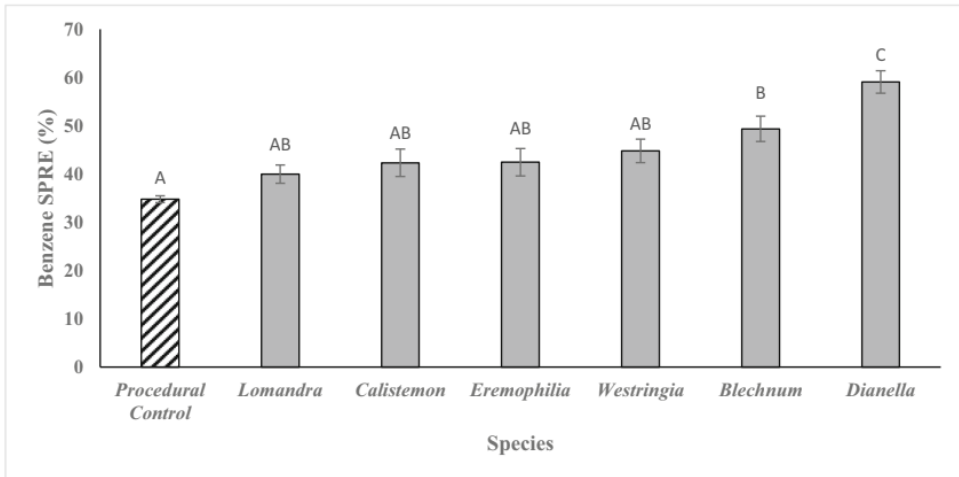 70
60
50
40
30
20
10
0
Benzene SPRE (%)
A
AB
AB
AB
AB
B
C
Procedural
Control
Lomandra
Calistemon
Eremophilia
Westringia
Blechnum
Dianella
Species